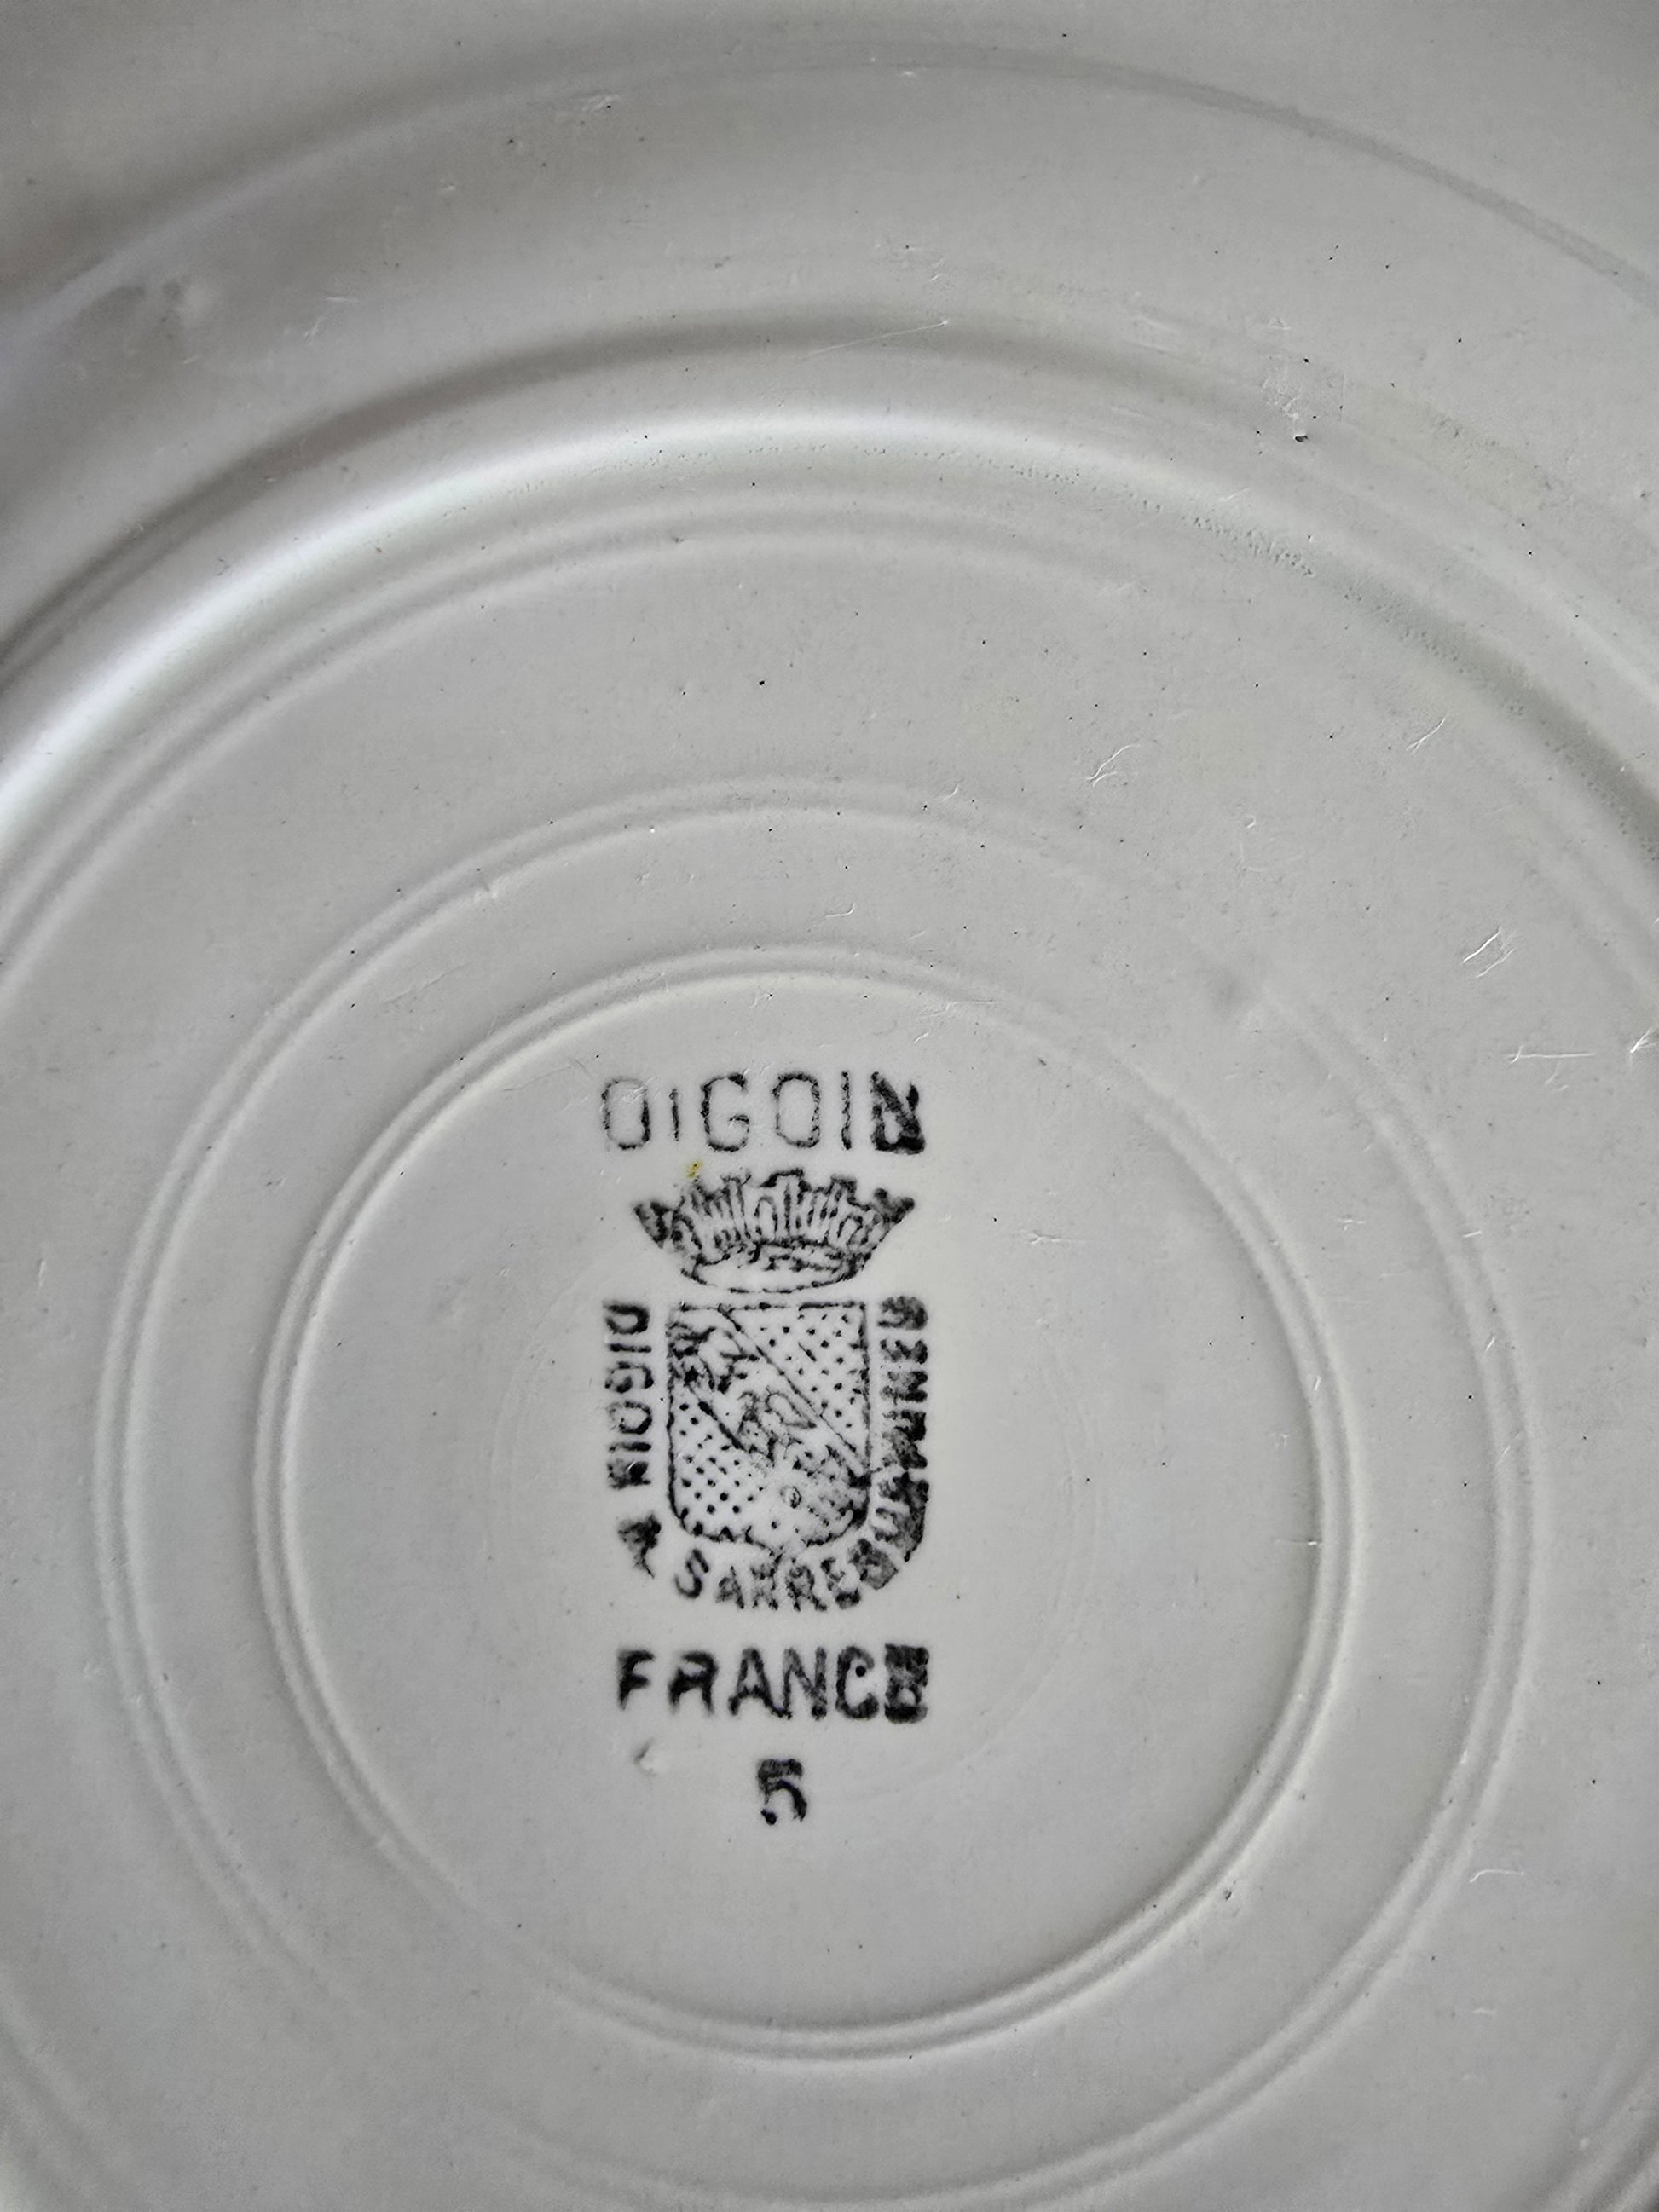 DIGOIN
DIGOIN & SARREGUEMINES
FRANCE
5